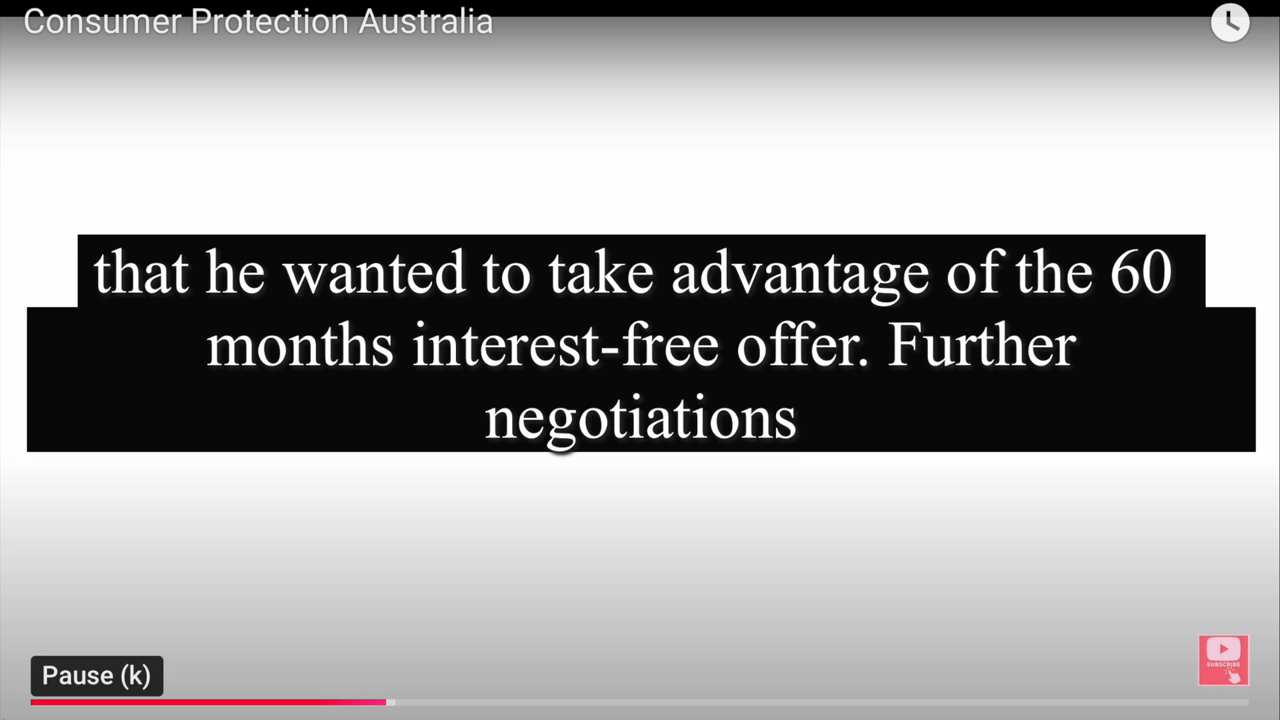 Consumer Protection Australia
that he wanted to take advantage of the 60
months interest-free offer. Further
negotiations
SUBSCRIBE
Pause (k)